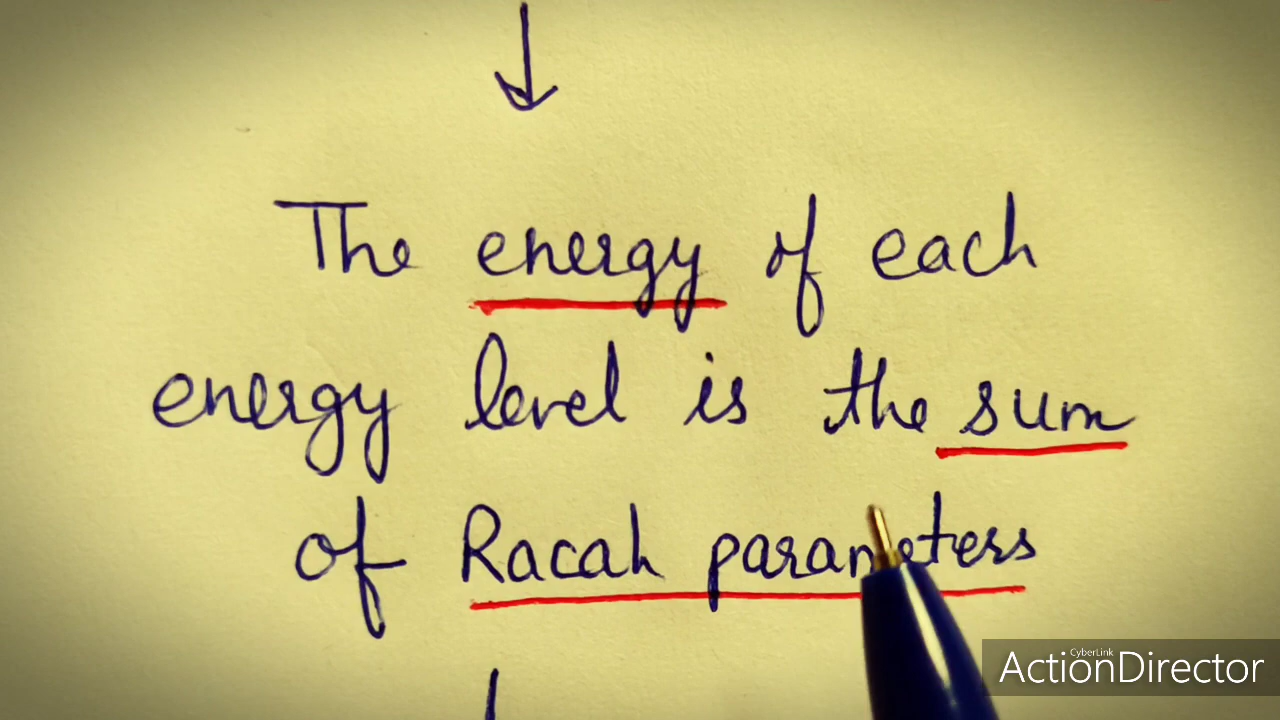 The energy of each
energy level is the sum
of Racah parameters
CyberLink
ActionDirector